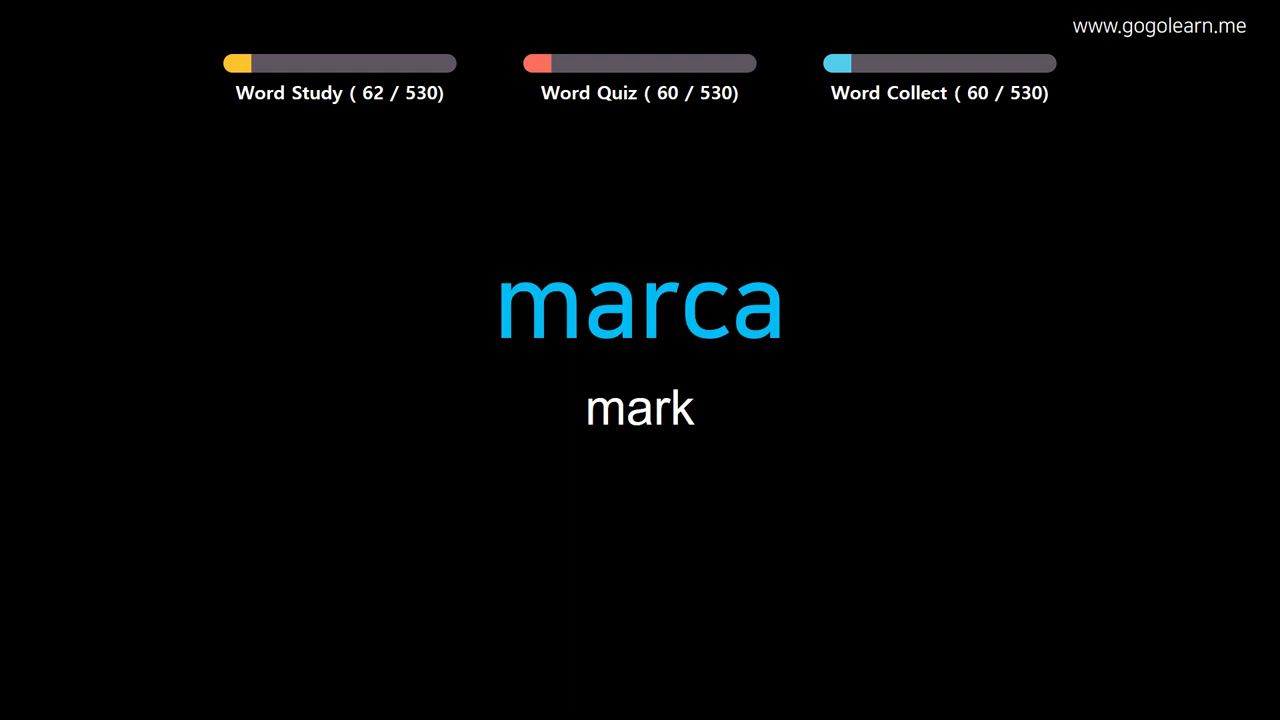 www.gogolearn.me
Word Study ( 62 / 530)
Word Quiz ( 60 / 530)
Word Collect ( 60 / 530)
marca
mark